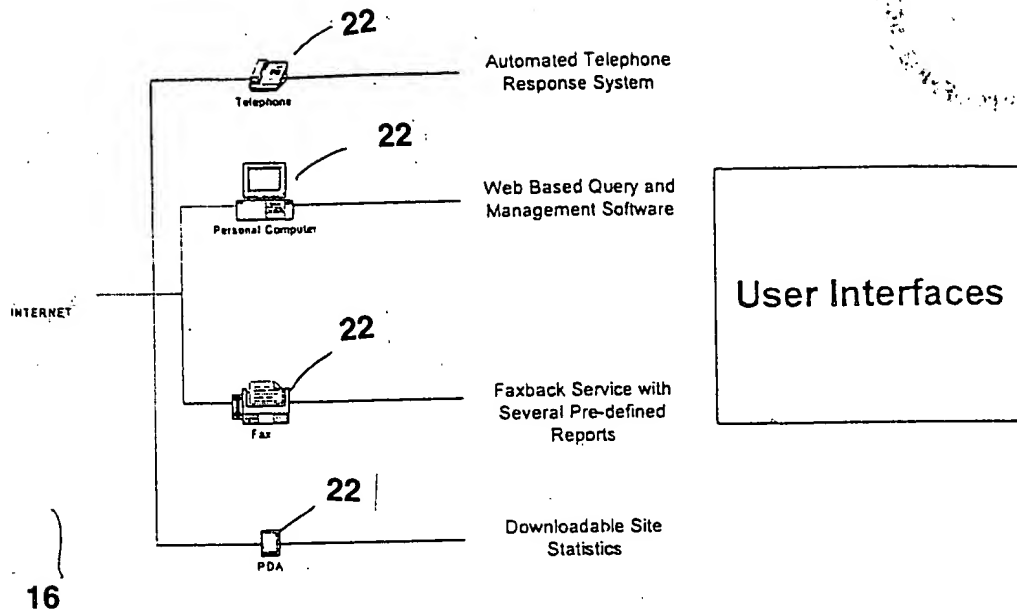 22
Telephone
Automated Telephone
Response System
22
Personal Computer
Web Based Query and
Management Software
User Interfaces
INTERNET
22
Fax
Faxback Service with
Several Pre-defined
Reports
22
PDA
Downloadable Site
Statistics
16